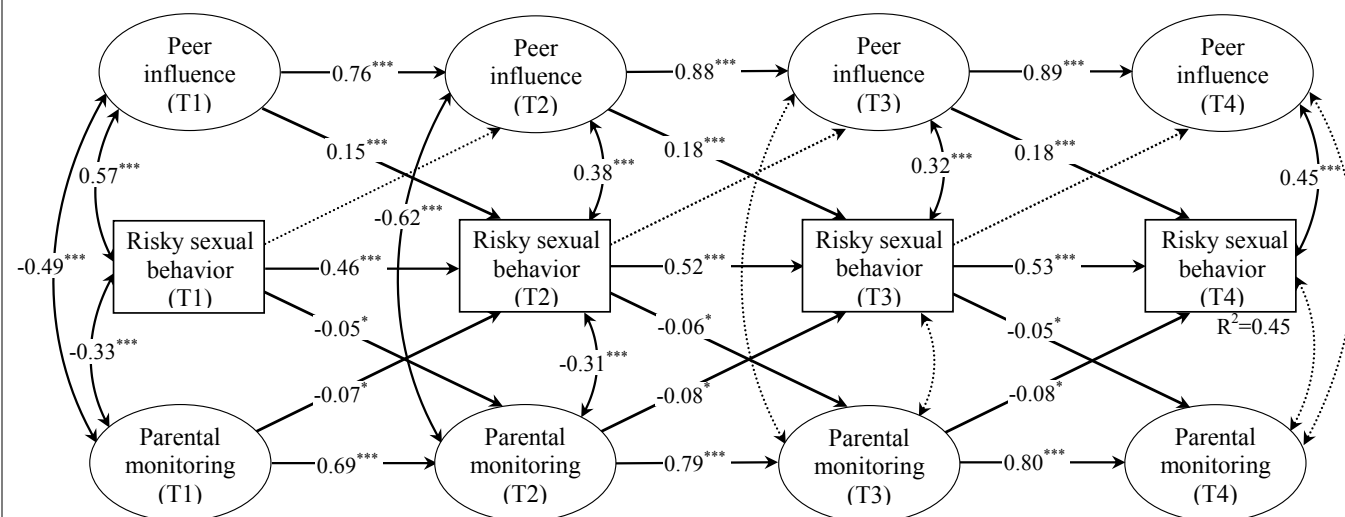 Peer
influence
(T1)
0.76***
Peer
influence
(T2)
0.88***
Peer
influence
(T3)
0.89***
Peer
influence
(T4)
0.15***
0.18***
0.18***
0.57***
0.38***
0.32***
0.45***
-0.62***
-0.49***
Risky sexual
behavior
(T1)
0.46***
Risky sexual
behavior
(T2)
0.52***
Risky sexual
behavior
(T3)
0.53***
Risky sexual
behavior
(T4)
R²=0.45
-0.05*
-0.06*
-0.05*
-0.33***
-0.31***
-0.07*
-0.08*
-0.08*
Parental
monitoring
(T1)
0.69***
Parental
monitoring
(T2)
0.79***
Parental
monitoring
(T3)
0.80***
Parental
monitoring
(T4)